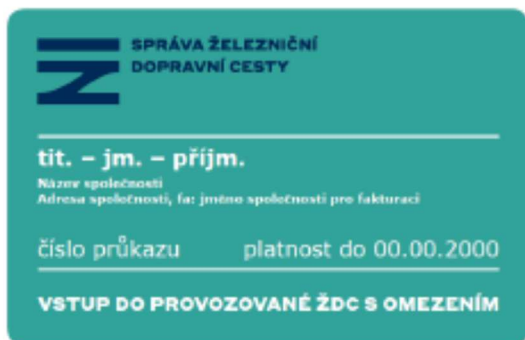 SPRÁVA ŽELEZNIČNÍ
DOPRAVNÍ CESTY
tit. – jm. – příjm.
Název společnosti
Adresa společnosti, fa: jméno společnosti pro fakturaci
číslo průkazu platnost do 00.00.2000
VSTUP DO PROVOZOVANÉ ŽDC S OMEZENÍM